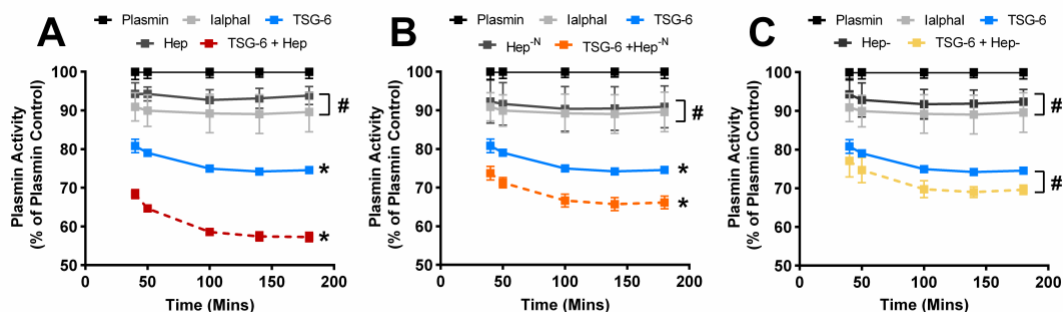 A
Plasmin IalphaI TSG-6
Hep TSG-6 + Hep
Plasmin Activity
(% of Plasmin Control)
100
90
80
70
60
50
#
*
*
0 50 100 150 200
Time (Mins)
B
Plasmin IalphaI TSG-6
Hep-N TSG-6 +Hep-N
Plasmin Activity
(% of Plasmin Control)
100
90
80
70
60
50
#
*
*
0 50 100 150 200
Time (Mins)
C
Plasmin IalphaI TSG-6
Hep- TSG-6 + Hep-
Plasmin Activity
(% of Plasmin Control)
100
90
80
70
60
50
#
#
0 50 100 150 200
Time (Mins)